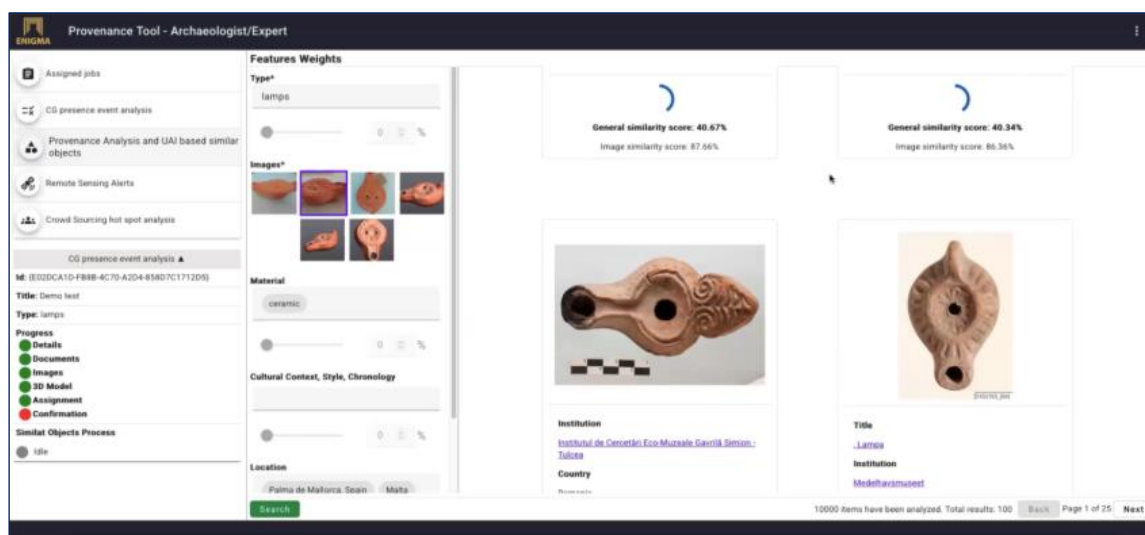 ENIGMA
Provenance Tool - Archaeologist/Expert
Assigned jobs
CG presence event analysis
Provenance Analysis and UAI based similar
objects
Remote Sensing Alerts
Crowd Sourcing hot spot analysis
CG presence event analysis ▲
Title: Demo test
Type: lamps
Progress
Details
Documents
Images
3D Model
Assignment
Confirmation
Similat Objects Process
Idle
Features Weights
Type*
lamps
0 %
Images*
Material
ceramic
0 %
Cultural Context, Style, Chronology
0 %
Location
Palma de Mallorca, Spain Malta
Search
General similarity score: 40.67%
Image similarity score: 87.66%
General similarity score: 40.34%
Image similarity score: 86.36%
Institution
Institutul de Cercetări Eco-Muzeale Gavrilă Simion -
Tulcea
Country
Romania
Title
. Lampa
Institution
Medelhavsmuseet
10000 items have been analyzed. Total results: 100 Back Page 1 of 25 Next